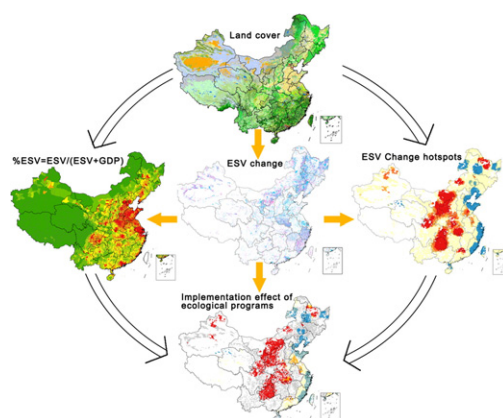 Land cover
%ESV=ESV/(ESV+GDP)
ESV change
ESV Change hotspots
Implementation effect of
ecological programs